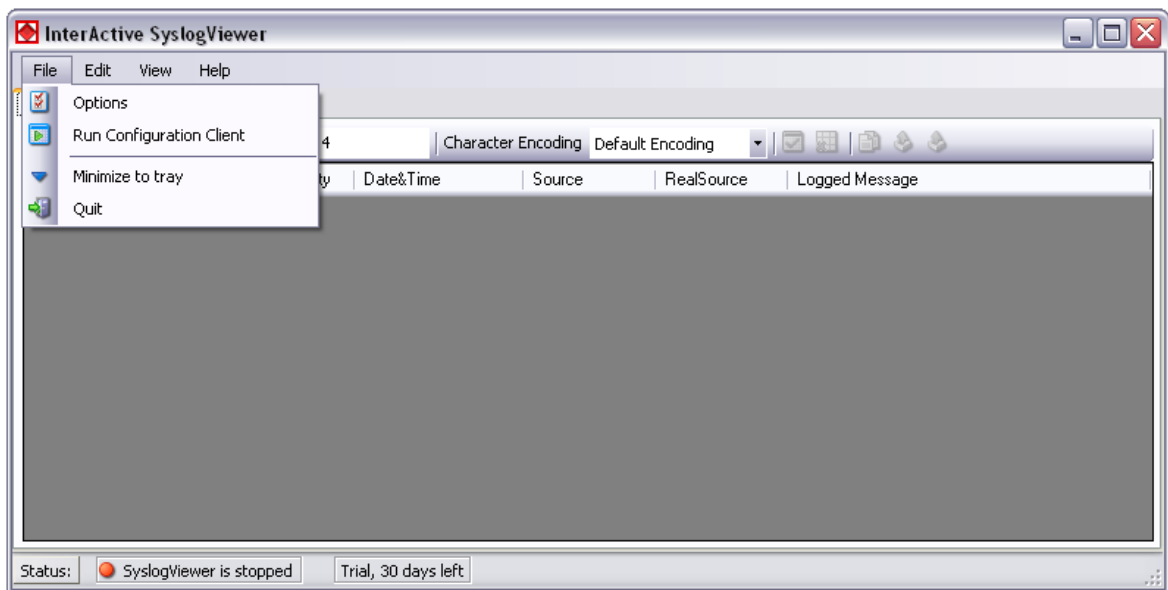 InterActive SyslogViewer
File Edit View Help
Options
Run Configuration Client
4 Character Encoding Default Encoding
Minimize to tray
Date&Time Source RealSource Logged Message
Quit
Status: SyslogViewer is stopped Trial, 30 days left